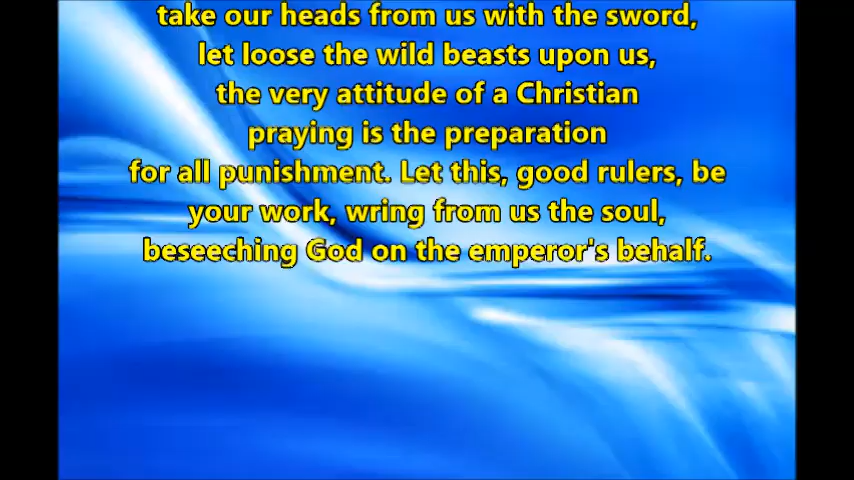 take our heads from us with the sword,
let loose the wild beasts upon us,
the very attitude of a Christian
praying is the preparation
for all punishment. Let this, good rulers, be
your work, wring from us the soul,
beseeching God on the emperor's behalf.